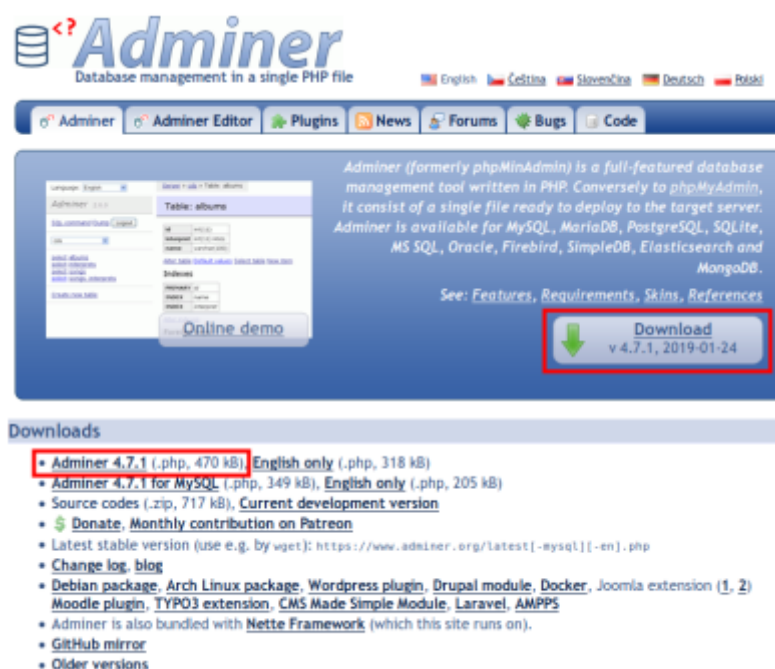 <? Adminer
Database management in a single PHP file
English Čeština Slovenčina Deutsch Polski
Adminer Adminer Editor Plugins News Forums Bugs Code
Adminer (formerly phpMinAdmin) is a full-featured database
management tool written in PHP. Conversely to phpMyAdmin,
it consist of a single file ready to deploy to the target server.
Adminer is available for MySQL, MariaDB, PostgreSQL, SQLite,
MS SQL, Oracle, Firebird, SimpleDB, Elasticsearch and
MongoDB.
See: Features, Requirements, Skins, References
Language: English
Adminer
Table: albums
Indexes
Create new table
Online demo
Download
v 4.7.1, 2019-01-24
Downloads
• Adminer 4.7.1 (.php, 470 kB), English only (.php, 318 kB)
• Adminer 4.7.1 for MySQL (.php, 349 kB), English only (.php, 205 kB)
• Source codes (.zip, 717 kB), Current development version
• $ Donate, Monthly contribution on Patreon
• Latest stable version (use e.g. by wget): https://www.adminer.org/latest[-mysql][-en].php
• Change log, blog
• Debian package, Arch Linux package, Wordpress plugin, Drupal module, Docker, Joomla extension (1, 2)
Moodle plugin, TYPO3 extension, CMS Made Simple Module, Laravel, AMPPS
• Adminer is also bundled with Nette Framework (which this site runs on).
• GitHub mirror
• Older versions